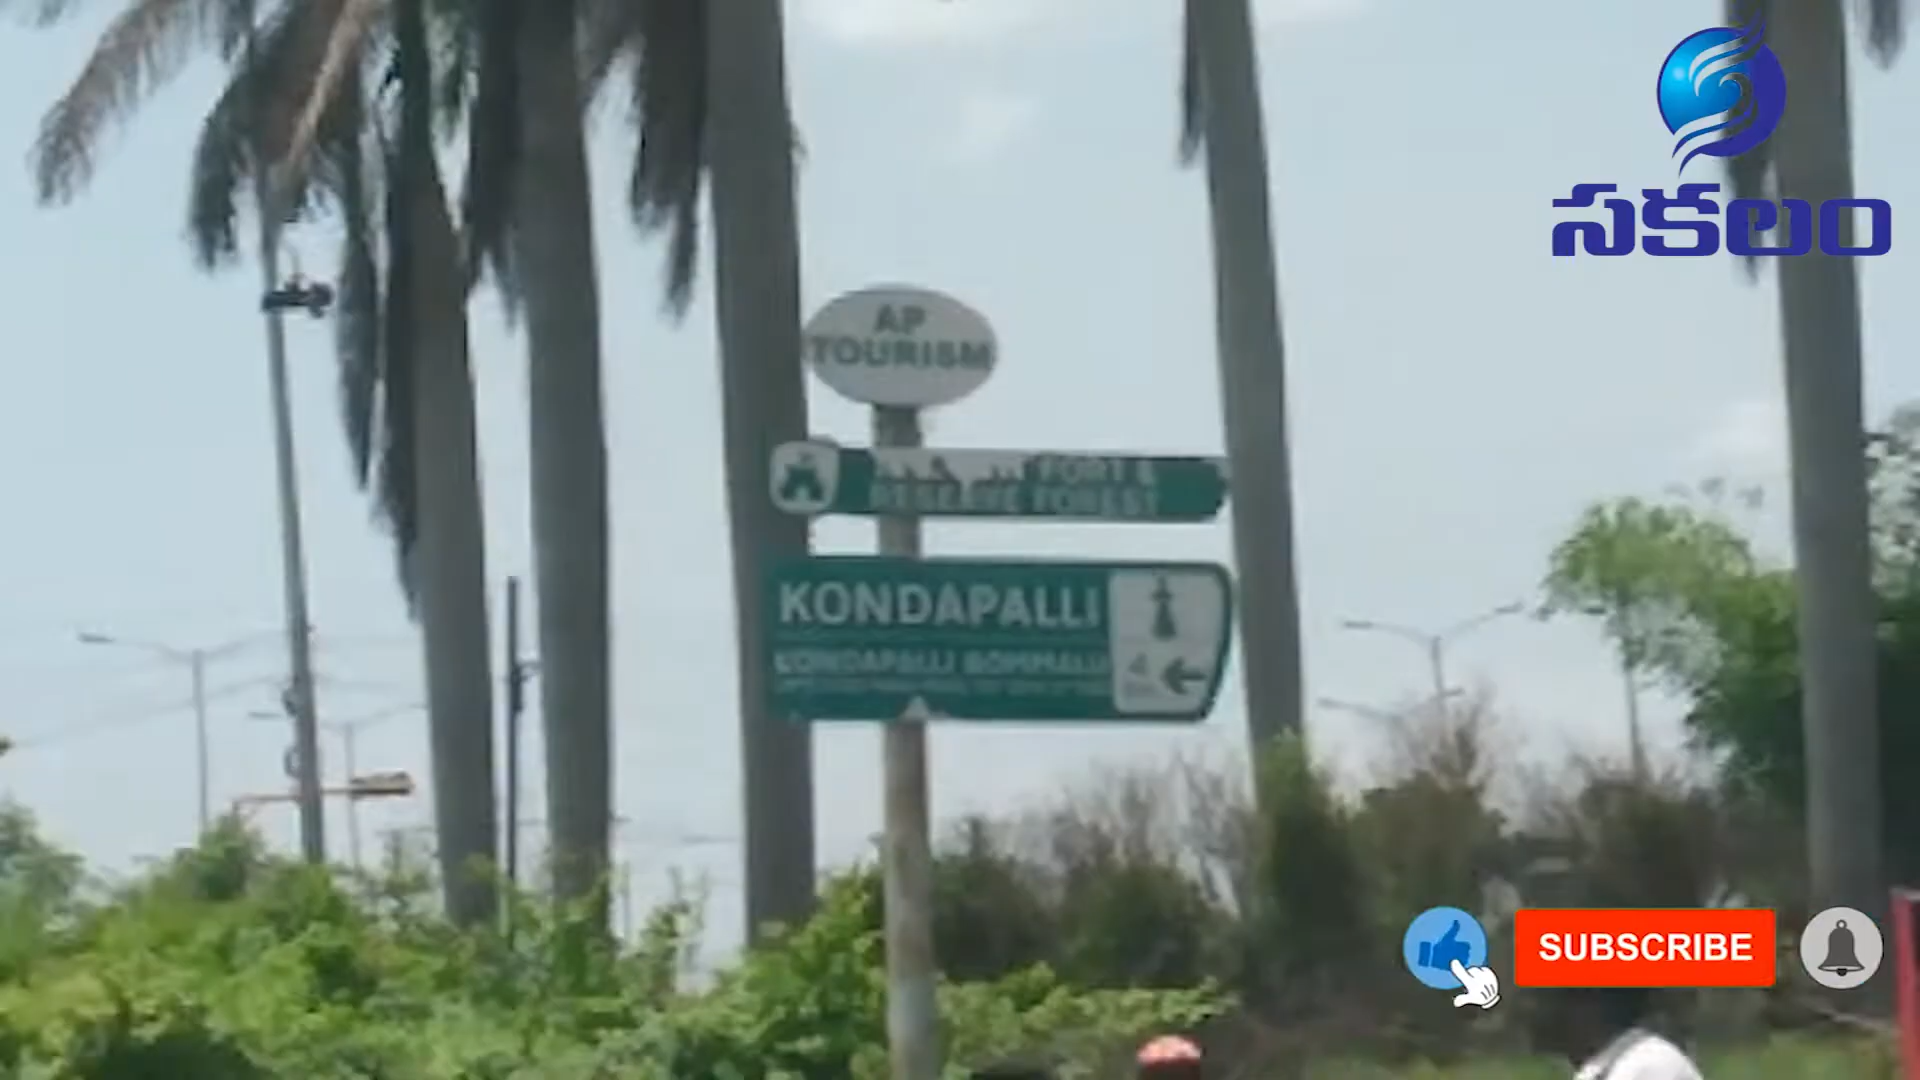 సకలం
AP
TOURISM
FORT &
RESERVE FOREST
KONDAPALLI
KONDAPALLI BOMMALU
4
SUBSCRIBE